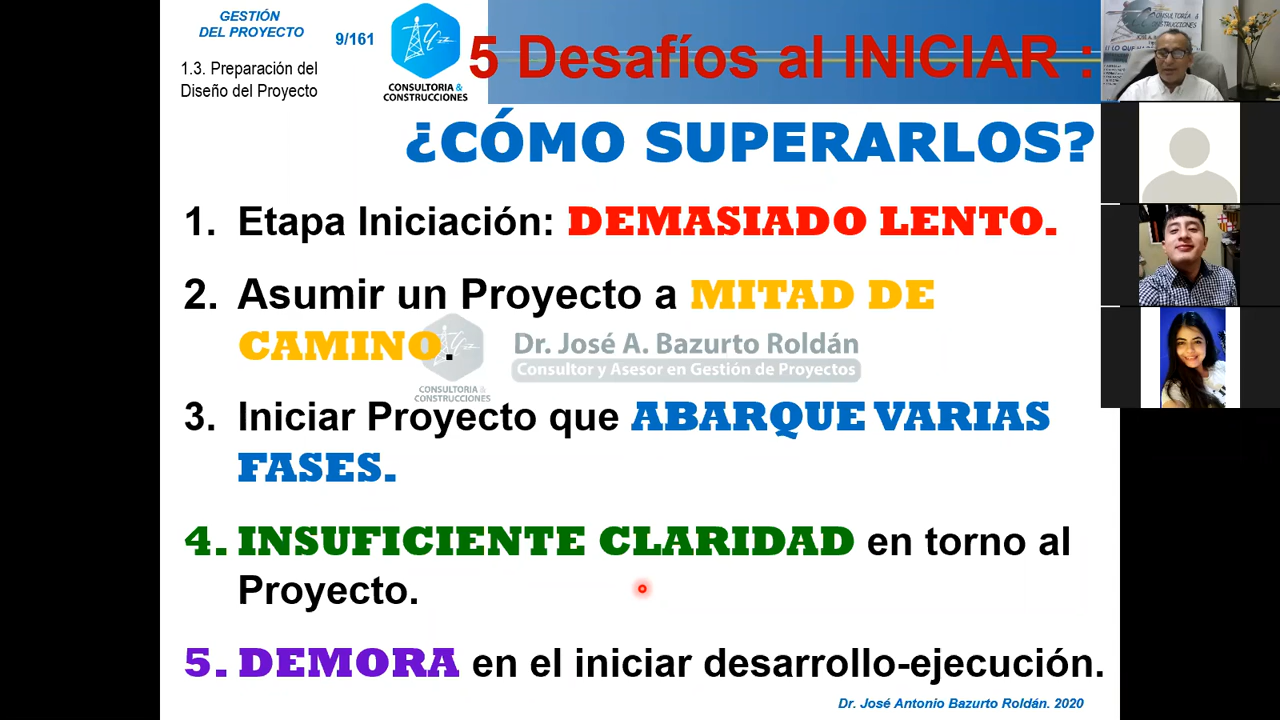 GESTIÓN
DEL PROYECTO
9/161
1.3. Preparación del
Diseño del Proyecto
CONSULTORIA &
CONSTRUCCIONES
5 Desafíos al INICIAR :
¿CÓMO SUPERARLOS?
1. Etapa Iniciación: DEMASIADO LENTO.
2. Asumir un Proyecto a MITAD DE
CAMINO.
CONSULTORIA &
CONSTRUCCIONES
Dr. José A. Bazurto Roldán
Consultor y Asesor en Gestión de Proyectos
3. Iniciar Proyecto que ABARQUE VARIAS
FASES.
4. INSUFICIENTE CLARIDAD en torno al
Proyecto.
5. DEMORA en el iniciar desarrollo-ejecución.
Dr. José Antonio Bazurto Roldán. 2020